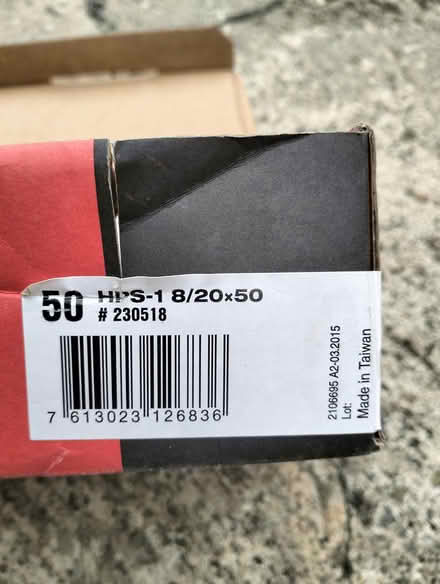 50 HPS-1 8/20x50
# 230518
7 613023 126836
2106695 A2-03.2015
Lot:
Made in Taiwan